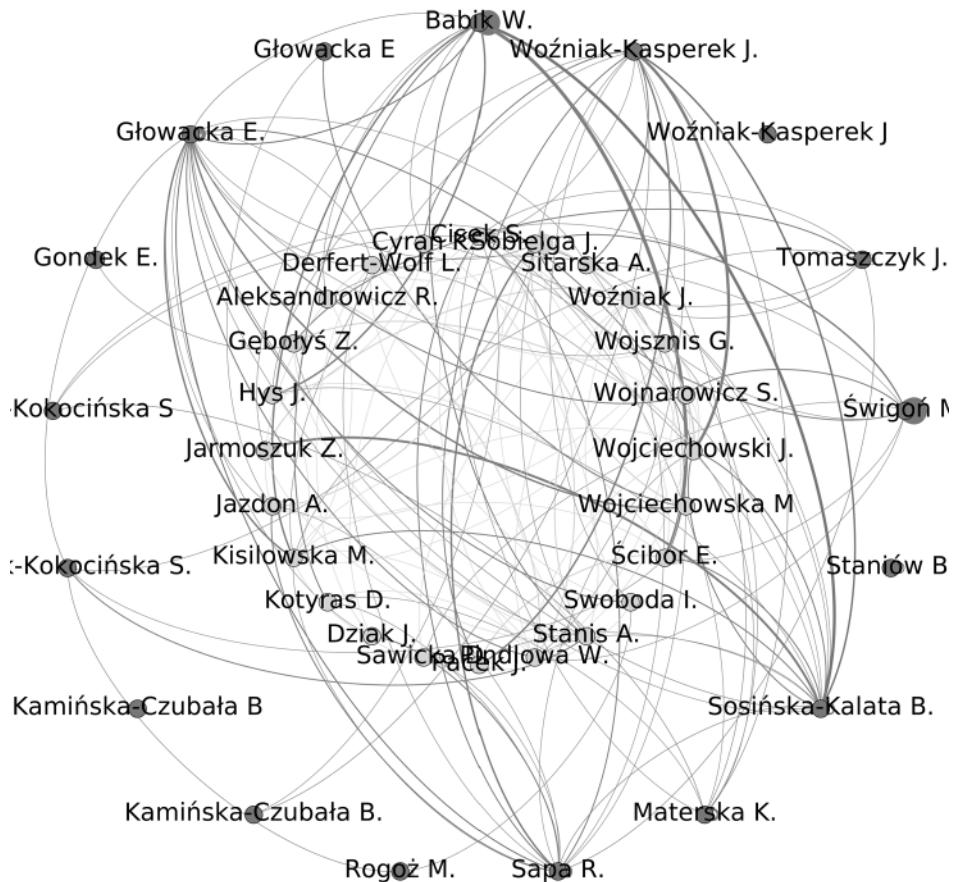 Babik W.
Głowacka E
Woźniak-Kasperek J.
Głowacka E.
Woźniak-Kasperek J
Cisek S.
Cyran K
Sobielga J.
Gondek E.
Derfert-Wolf L.
Sitarska A.
Tomaszczyk J.
Aleksandrowicz R.
Woźniak J.
Gębołyś Z.
Wojsznis G.
Hys J.
Wojnarowicz S.
-Kokocińska S
Świgoń M
Jarmoszuk Z.
Wojciechowski J.
Jazdon A.
Wojciechowska M
Kisilowska M.
Ścibor E.
k-Kokocińska S.
Staniów B
Kotyras D.
Swoboda I.
Dziak J.
Stanis A.
Sawicka
Pacek J.
W.
Kamińska-Czubała B
Sosińska-Kalata B.
Kamińska-Czubała B.
Materska K.
Rogoż M.
Sapa R.